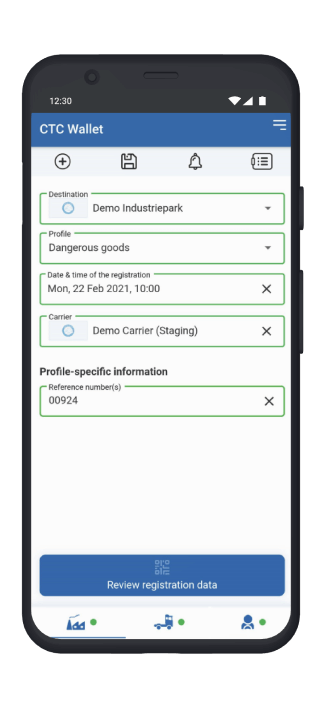 12:30
CTC Wallet
Destination
Demo Industriepark
Profile
Dangerous goods
Date & time of the registration
Mon, 22 Feb 2021, 10:00
Carrier
Demo Carrier (Staging)
Profile-specific information
Reference number(s)
00924
Review registration data